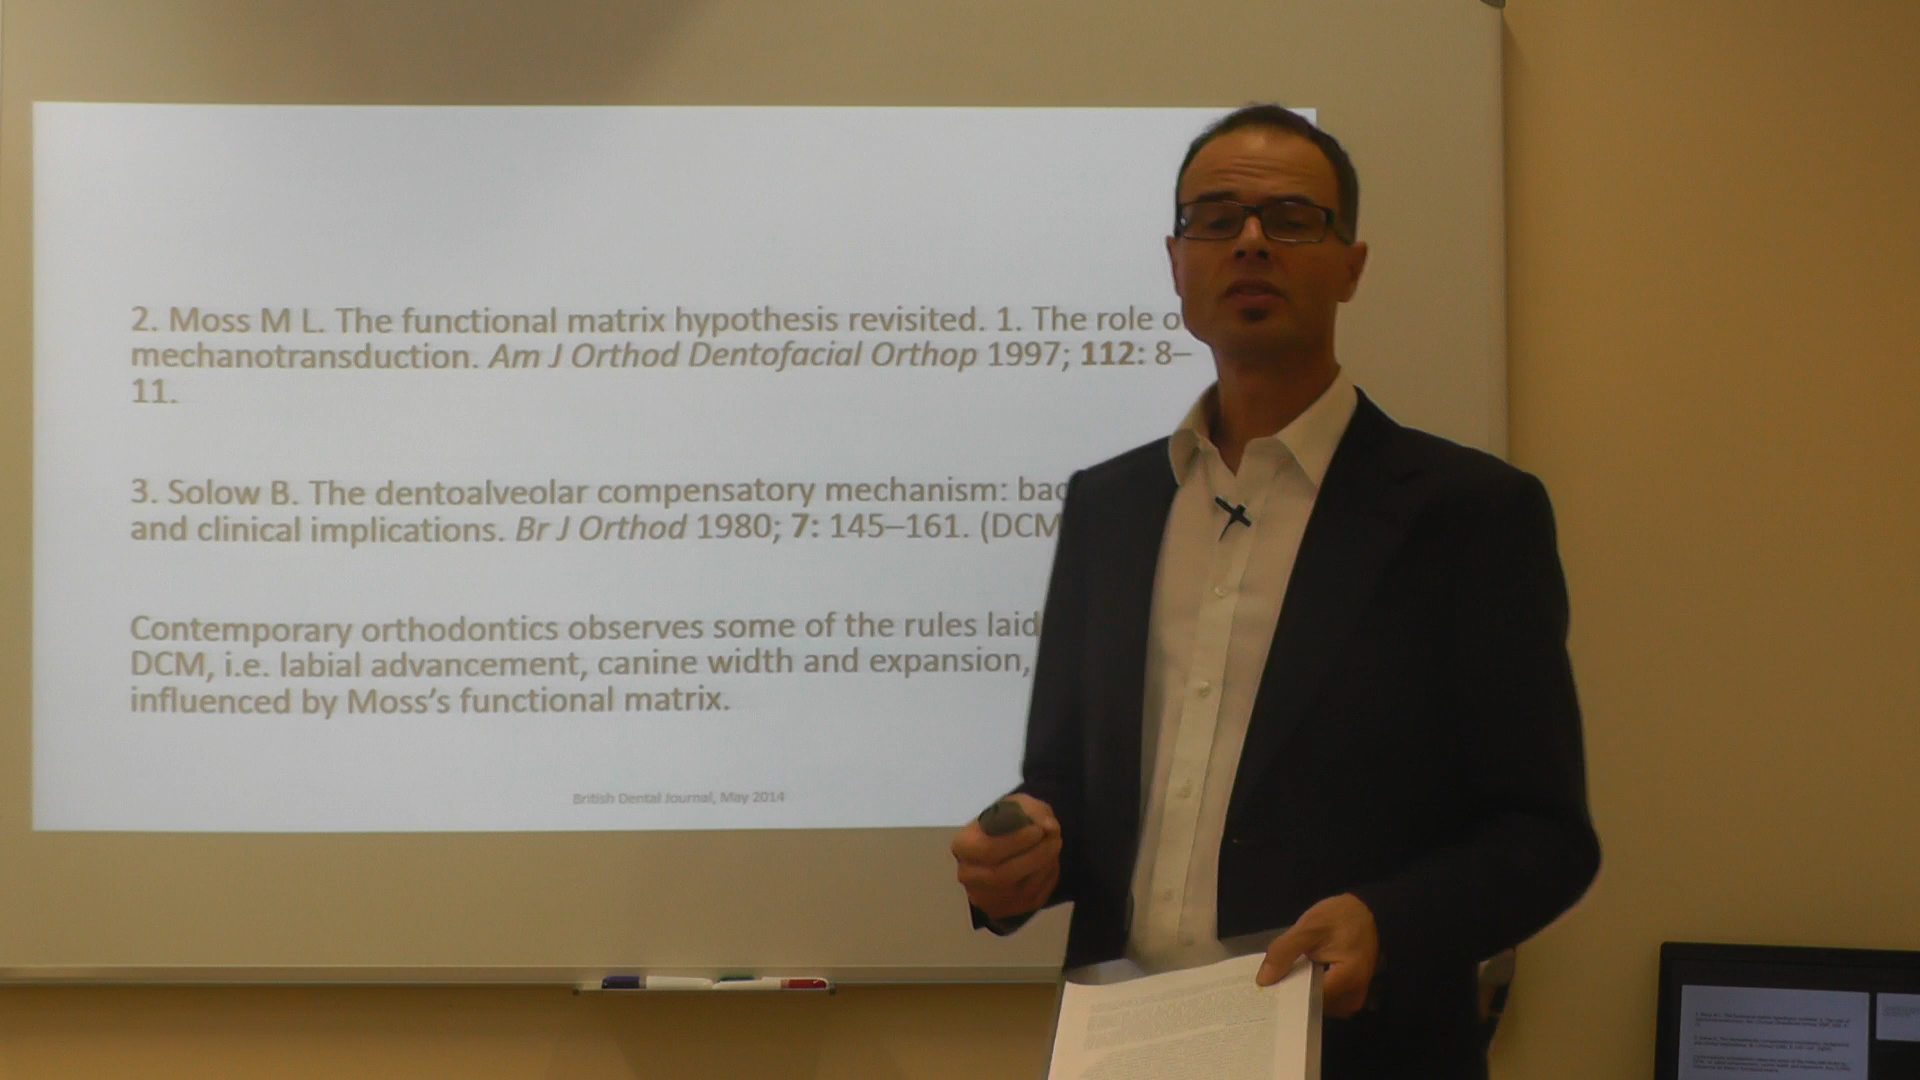 2. Moss M L. The functional matrix hypothesis revisited. 1. The role
mechanotransduction. Am J Orthod Dentofacial Orthop 1997; 112: 8–
11.
3. Solow B. The dentoalveolar compensatory mechanism:
and clinical implications. Br J Orthod 1980; 7: 145–161. (DCM
Contemporary orthodontics observes some of the rules laid
DCM, i.e. labial advancement, canine width and expansion,
influenced by Moss's functional matrix.
British Dental Journal, May 2014